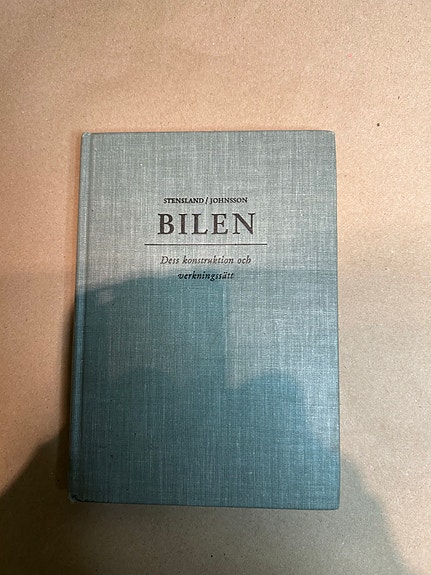 STENSLAND / JOHNSSON
BILEN
Dess konstruktion och
verkningssätt